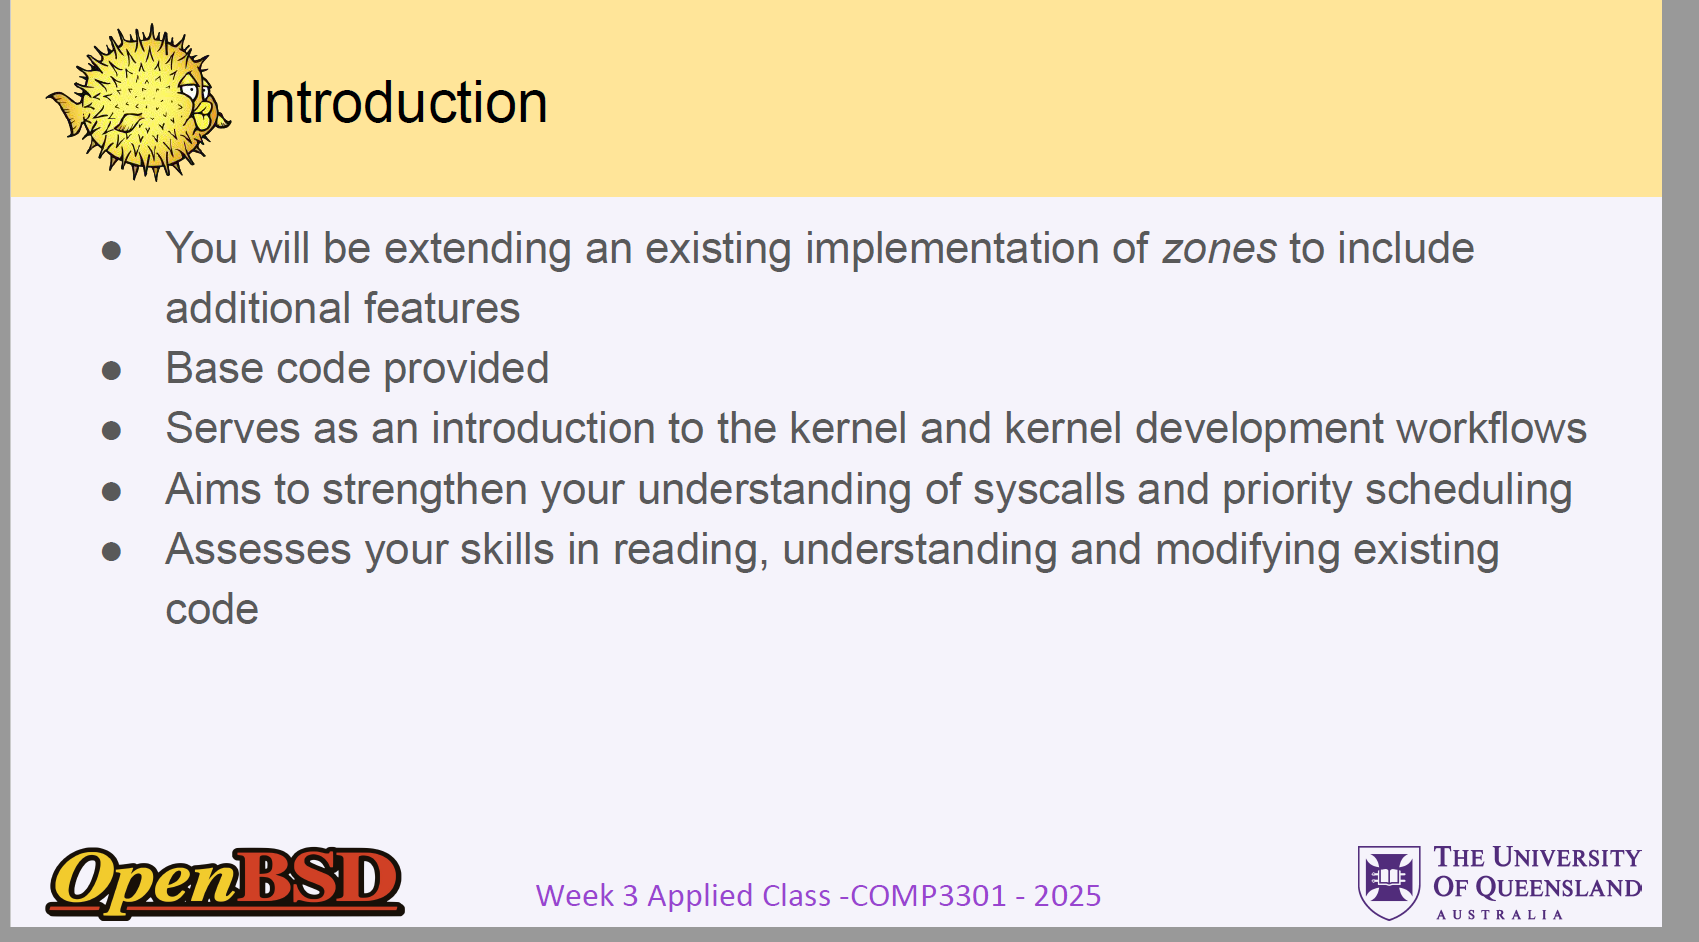 Introduction
● You will be extending an existing implementation of zones to include
additional features
● Base code provided
● Serves as an introduction to the kernel and kernel development workflows
● Aims to strengthen your understanding of syscalls and priority scheduling
● Assesses your skills in reading, understanding and modifying existing
code
OpenBSD
Week 3 Applied Class -COMP3301 - 2025
THE UNIVERSITY
OF QUEENSLAND
AUSTRALIA